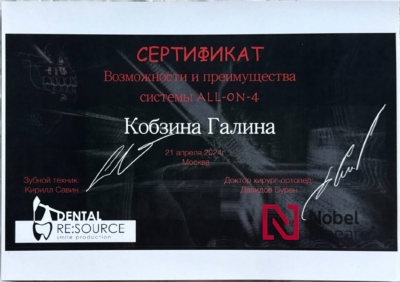 СЕРТИФИКАТ
Возможности и преимущества
системы ALL-ON-4
Кобзина Галина
21 апреля 2024г.
Москва
Зубной техник:
Кирилл Савин
Доктор хирург-ортопед:
Давидов Сурен
DENTAL
RE:SOURCE
smile production
Nobel